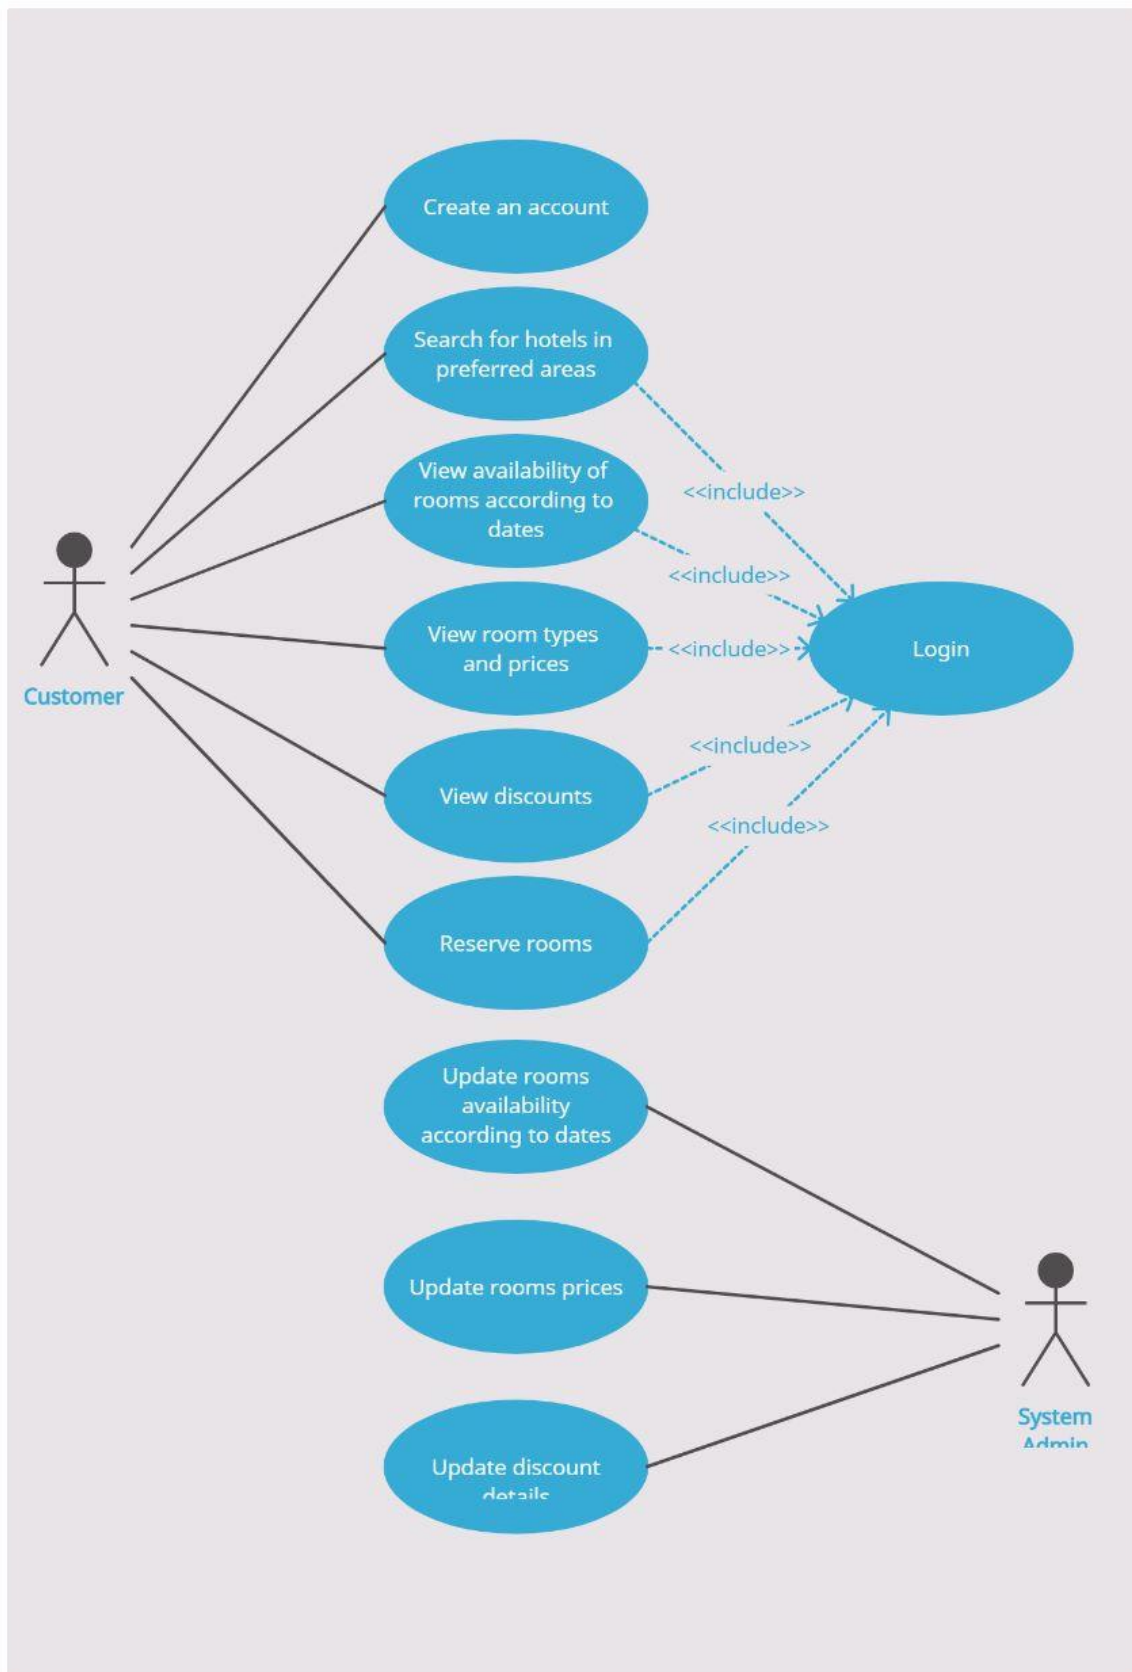 Create an account
Search for hotels in
preferred areas
View availability of
rooms according to
dates
<<include>>
<<include>>
View room types
and prices
<<include>>
Login
Customer
<<include>>
View discounts
<<include>>
Reserve rooms
Update rooms
availability
according to dates
Update rooms prices
System
Admin
Update discount
details